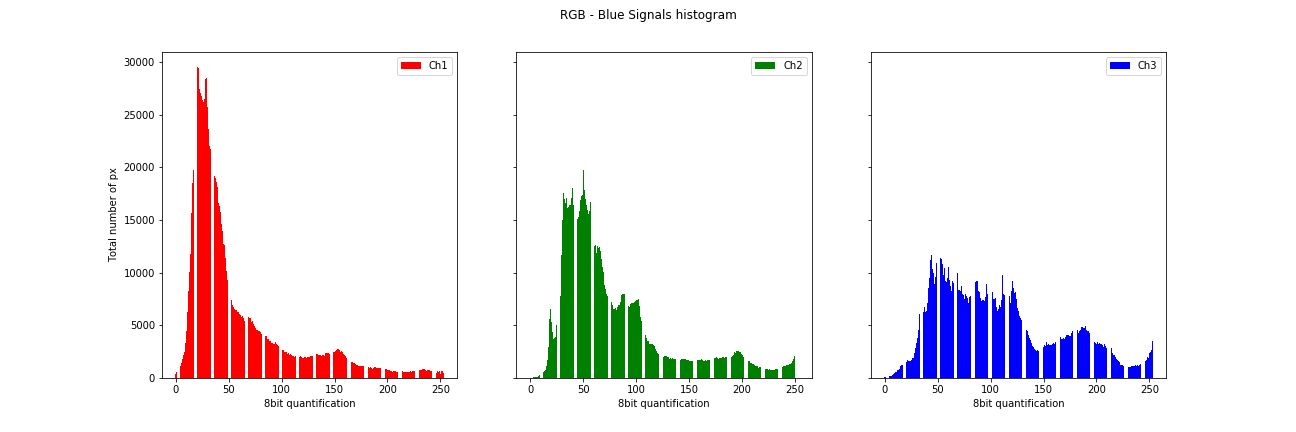 RGB - Blue Signals histogram
Total number of px
30000
25000
20000
15000
10000
5000
0
Ch1
0 50 100 150 200 250
8bit quantification
Ch2
0 50 100 150 200 250
8bit quantification
Ch3
0 50 100 150 200 250
8bit quantification